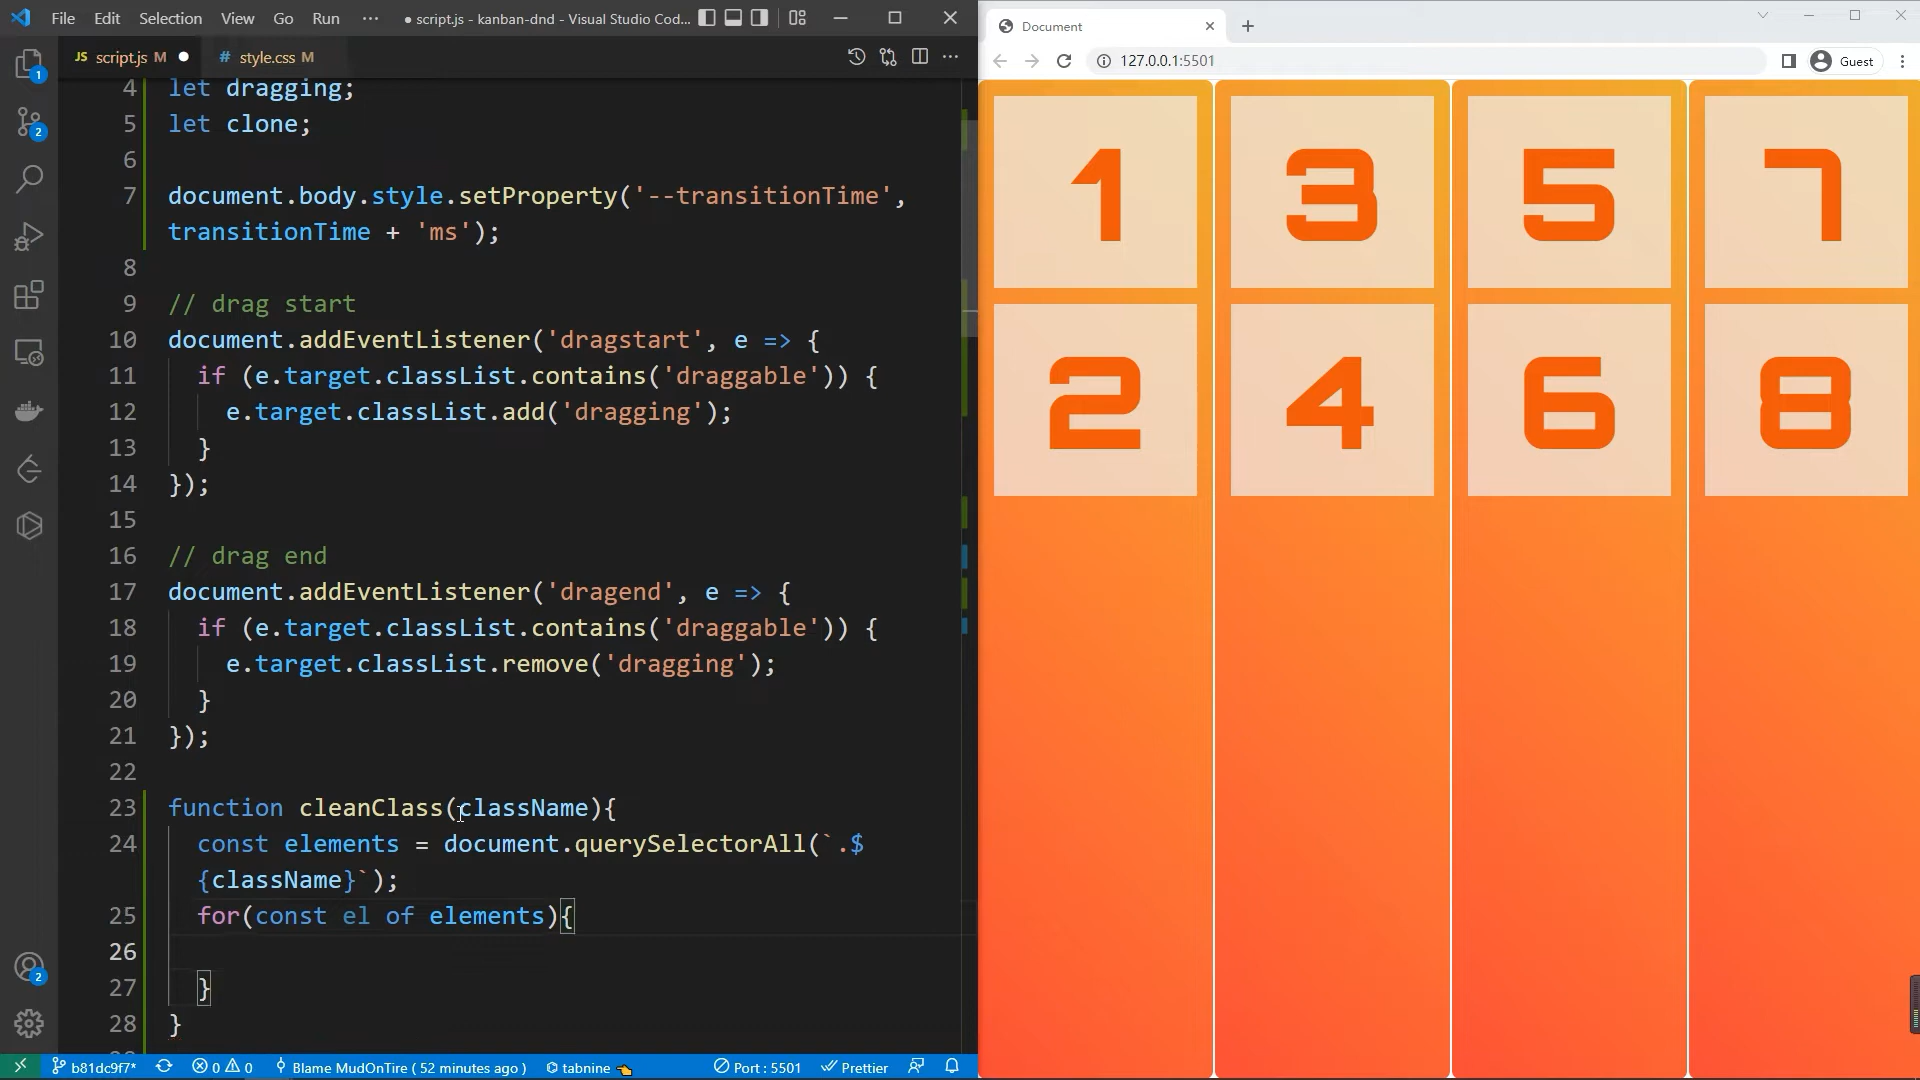 File Edit Selection View Go Run ··· ● script.js - kanban-dnd - Visual Studio Cod...
JS script.js M ● # style.css M
4 let dragging;
5 let clone;
6
7 document.body.style.setProperty('--transitionTime',
transitionTime + 'ms');
8
9 // drag start
10 document.addEventListener('dragstart', e => {
11 if (e.target.classList.contains('draggable')) {
12 e.target.classList.add('dragging');
13 }
14 });
15
16 // drag end
17 document.addEventListener('dragend', e => {
18 if (e.target.classList.contains('draggable')) {
19 e.target.classList.remove('dragging');
20 }
21 });
22
23 function cleanClass(className){
24 const elements = document.querySelectorAll(`.$
{className}`);
25 for(const el of elements){
26
27 }
28 }
1
2
2
b81dc9f7* 0 0 Blame MudOnTire ( 52 minutes ago ) tabnine Port : 5501 Prettier
Document
127.0.0.1:5501 Guest
1 3 5 7
2 4 6 8